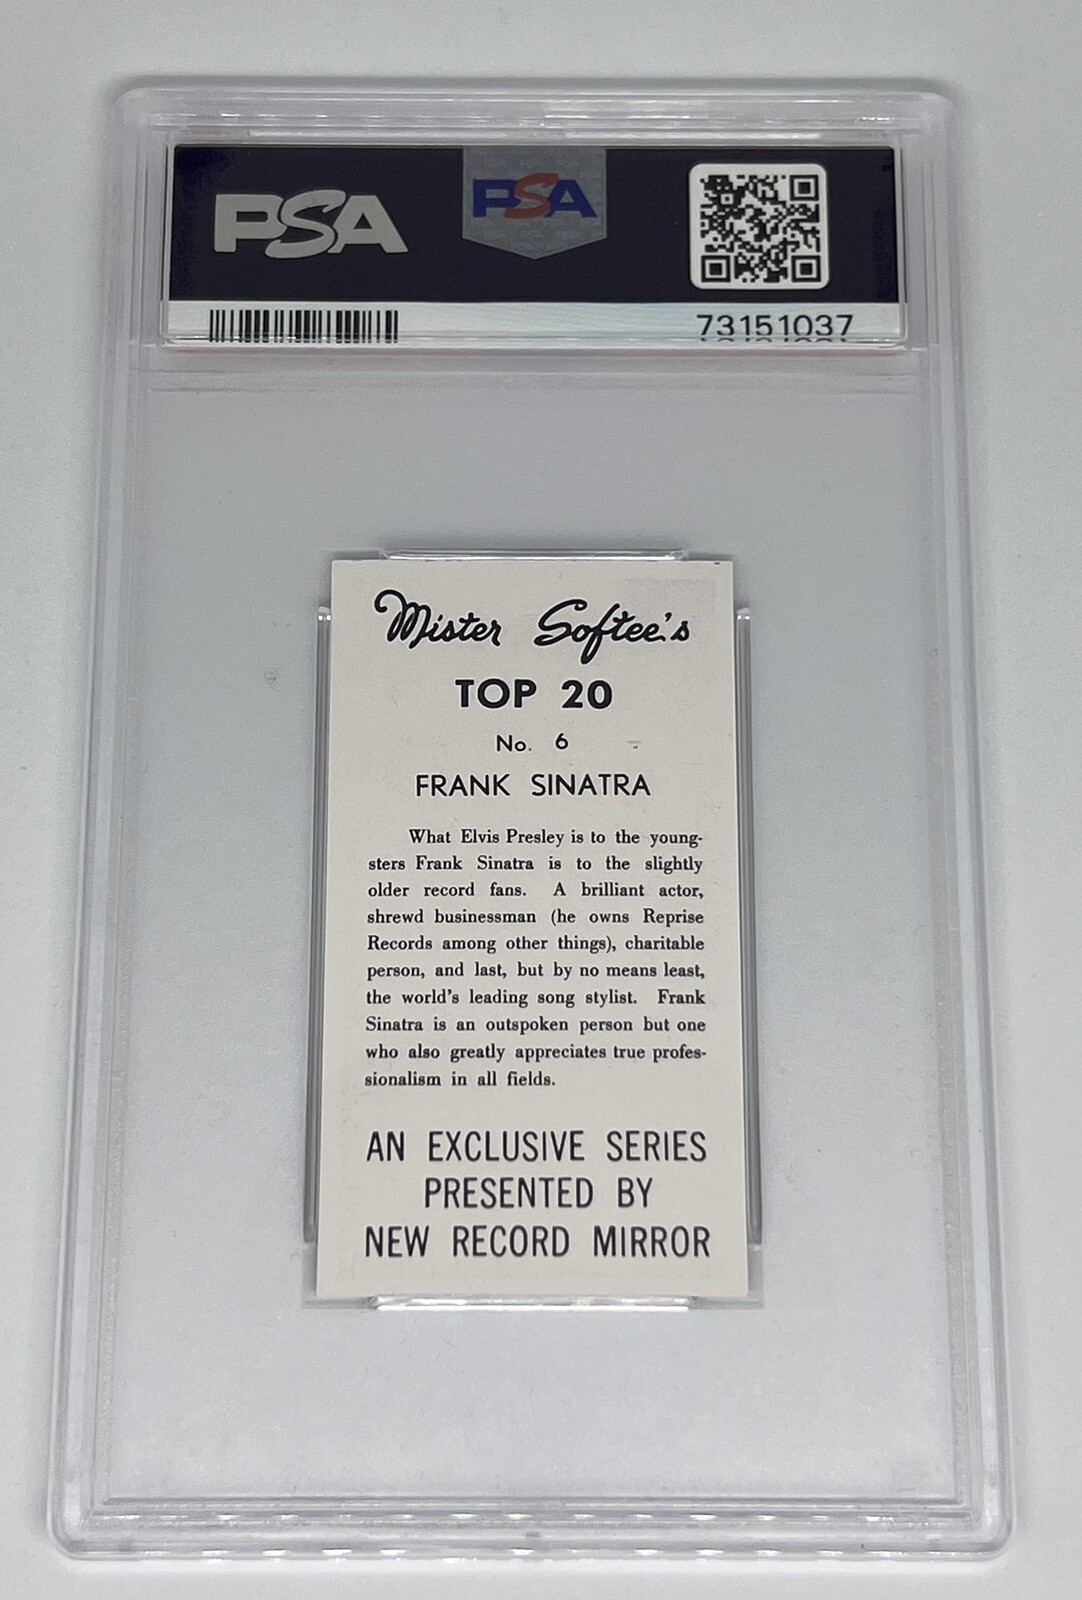 PSA
PSA
73151037
Mister Softee's
TOP 20
No. 6
FRANK SINATRA
What Elvis Presley is to the young-
sters Frank Sinatra is to the slightly
older record fans. A brilliant actor,
shrewd businessman (he owns Reprise
Records among other things), charitable
person, and last, but by no means least,
the world's leading song stylist. Frank
Sinatra is an outspoken person but one
who also greatly appreciates true profes-
sionalism in all fields.
AN EXCLUSIVE SERIES
PRESENTED BY
NEW RECORD MIRROR